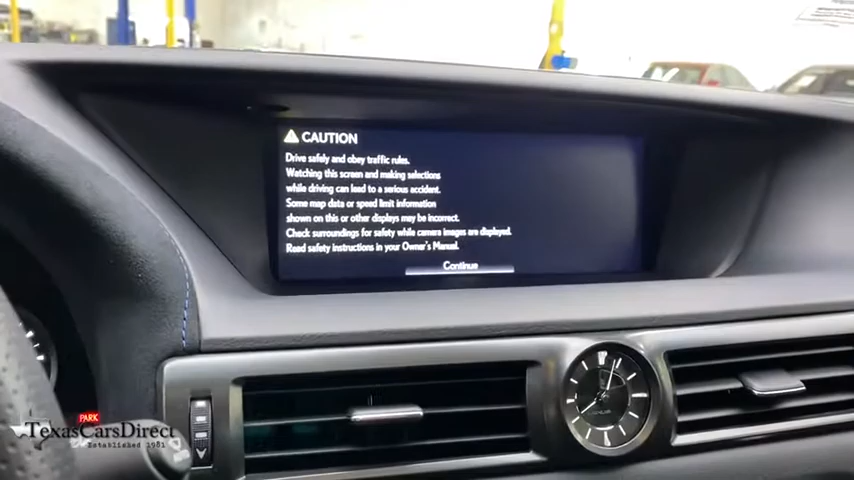 CAUTION
Drive safely and obey traffic rules.
Watching this screen and making selections
while driving can lead to a serious accident.
Some map data or speed limit information
shown on this or other displays may be incorrect.
Check surroundings for safety while camera images are displayed.
Read safety instructions in your Owner's Manual.
Continue
LEXUS
PARK
TexasCarsDirect
Established 1981